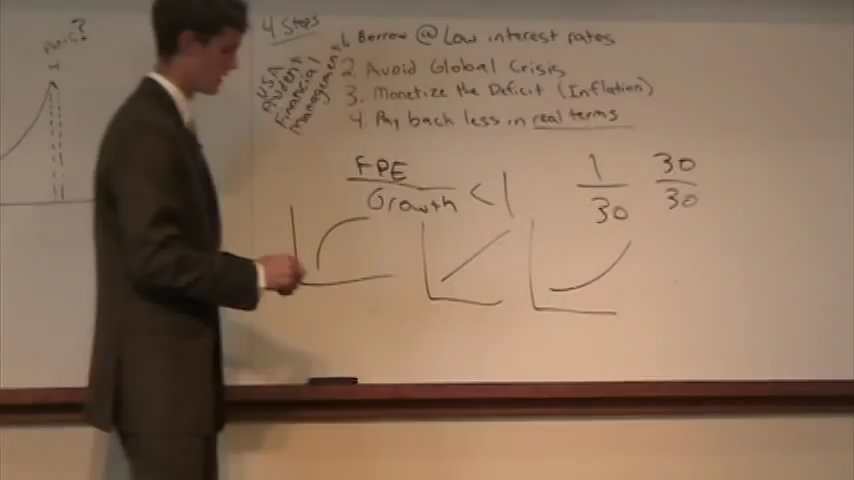 Panic?
4 Steps
USA
Prudent
Financial
Management
1. Borrow @ Low interest rates
2. Avoid Global Crisis
3. Monetize the Deficit (Inflation)
4. Pay back less in real terms
FPE
Growth < 1
1
30
30
30